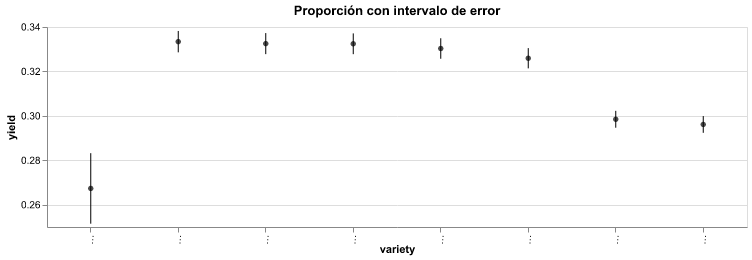 Proporción con intervalo de error
0.34
0.32
0.30
0.28
0.26
yield
… … … … … … … …
variety